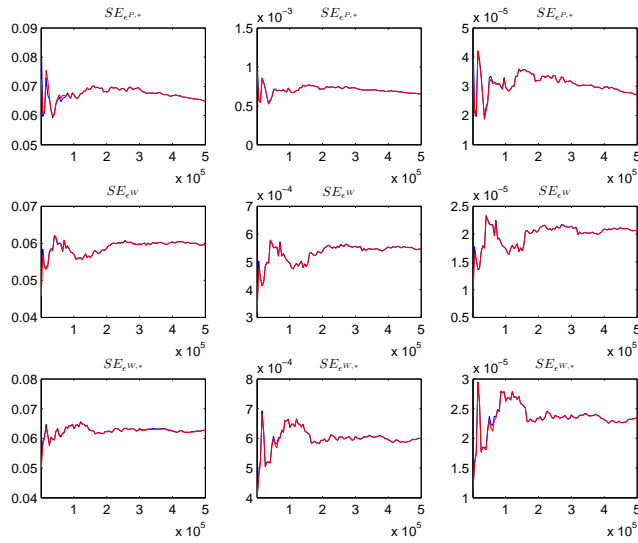 SE_{ϵ^{P,*}} SE_{ϵ^{P,*}} SE_{ϵ^{P,*}}
0.09 0.08 0.07 0.06 0.05
1.5 1 0.5 0 x 10^{-3}
5 4 3 2 1 x 10^{-5}
1 2 3 4 5 1 2 3 4 5 1 2 3 4 5
x 10^5 x 10^5 x 10^5
SE_{ϵ^W} SE_{ϵ^W} SE_{ϵ^W}
0.07 0.06 0.05 0.04
7 6 5 4 3 x 10^{-4}
2.5 2 1.5 1 0.5 x 10^{-5}
1 2 3 4 5 1 2 3 4 5 1 2 3 4 5
x 10^5 x 10^5 x 10^5
SE_{ϵ^{W,*}} SE_{ϵ^{W,*}} SE_{ϵ^{W,*}}
0.08 0.07 0.06 0.05 0.04
8 7 6 5 4 x 10^{-4}
3 2.5 2 1.5 1 x 10^{-5}
1 2 3 4 5 1 2 3 4 5 1 2 3 4 5
x 10^5 x 10^5 x 10^5